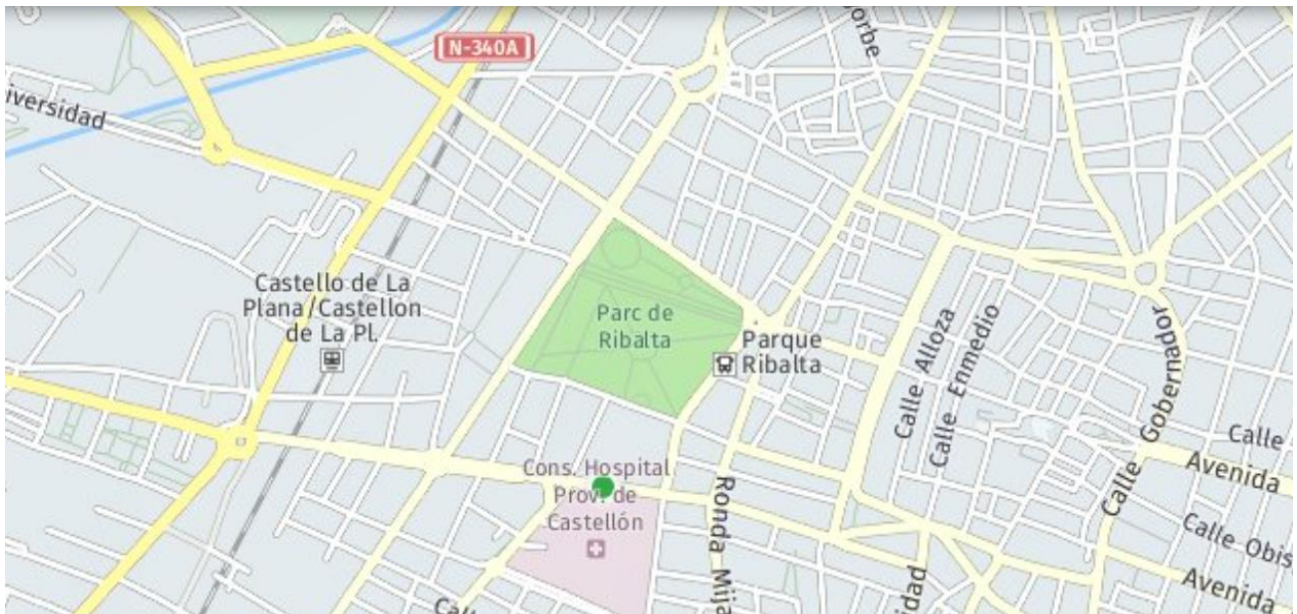 N-340A
Castello de La
Plana/Castellon
de La Pl.
Parc de
Ribalta
Parque
Ribalta
Calle Alloza
Calle Enmedio
Calle Gobernador
Calle
Avenida
Cons. Hospital
Prov. de
Castellón
Ronda Mija
Calle Obis
Avenida